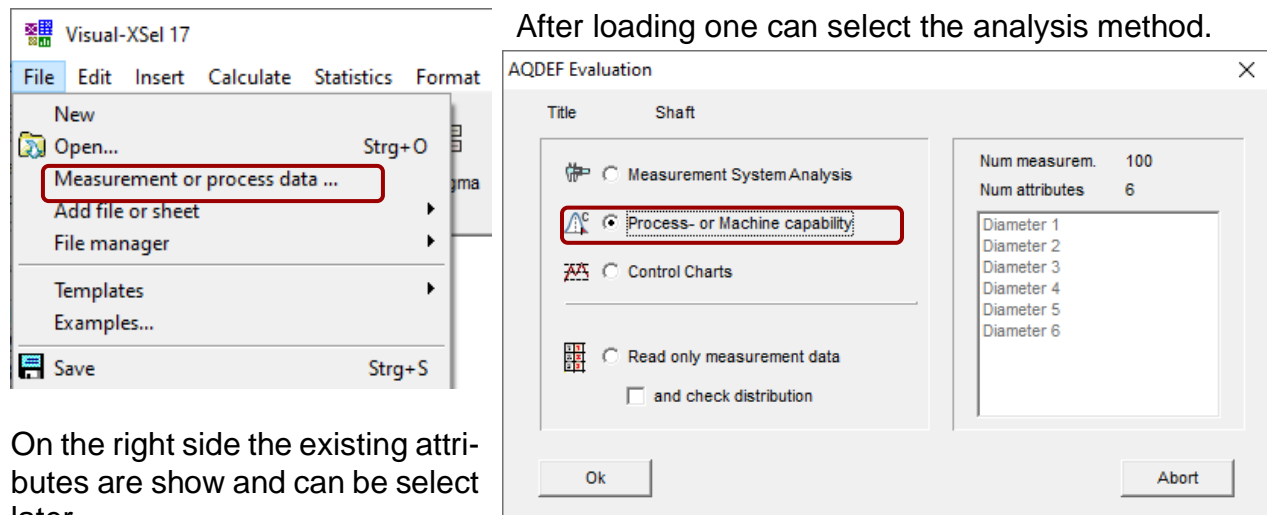 Visual-XSel 17
File Edit Insert Calculate Statistics Format
New
Open... Strg+O
Measurement or process data ...
Add file or sheet
File manager
Templates
Examples...
Save Strg+S
gma
On the right side the existing attri-
butes are show and can be select
later
After loading one can select the analysis method.
AQDEF Evaluation
Title Shaft
Measurement System Analysis
Process- or Machine capability
Control Charts
Read only measurement data
and check distribution
Num measurem. 100
Num attributes 6
Diameter 1
Diameter 2
Diameter 3
Diameter 4
Diameter 5
Diameter 6
Ok
Abort